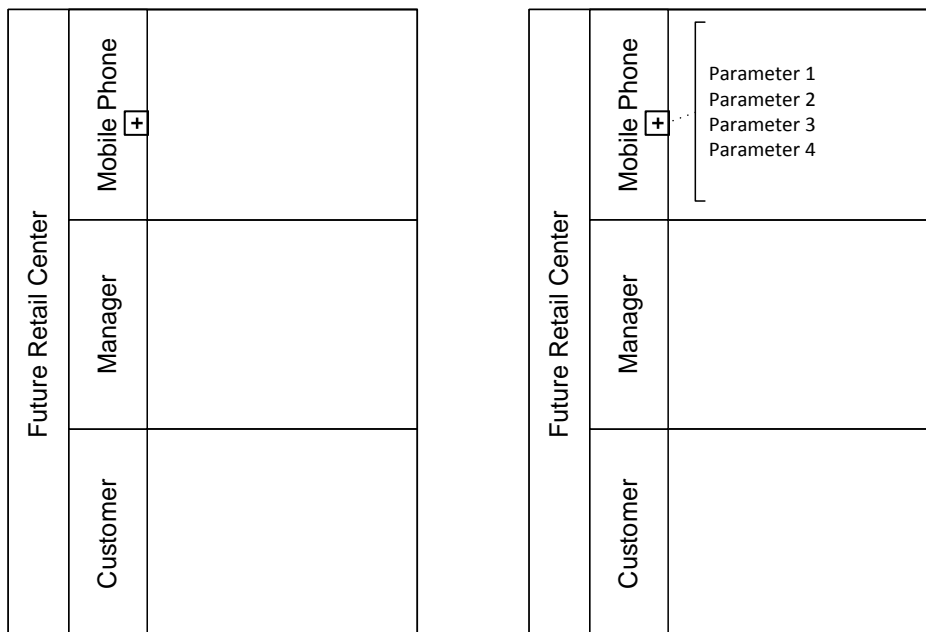 Future Retail Center
Mobile Phone
+
Manager
Customer
Future Retail Center
Mobile Phone
+
Parameter 1
Parameter 2
Parameter 3
Parameter 4
Manager
Customer